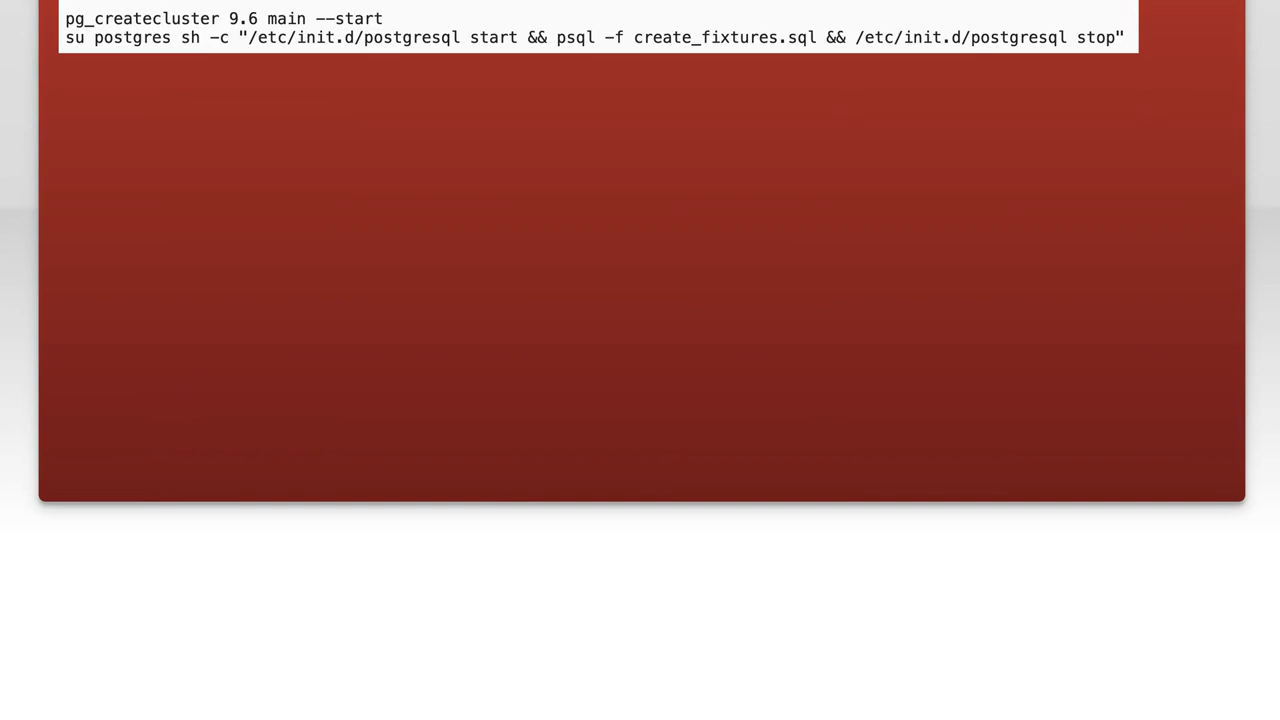 pg_createcluster 9.6 main --start
su postgres sh -c "/etc/init.d/postgresql start && psql -f create_fixtures.sql && /etc/init.d/postgresql stop"